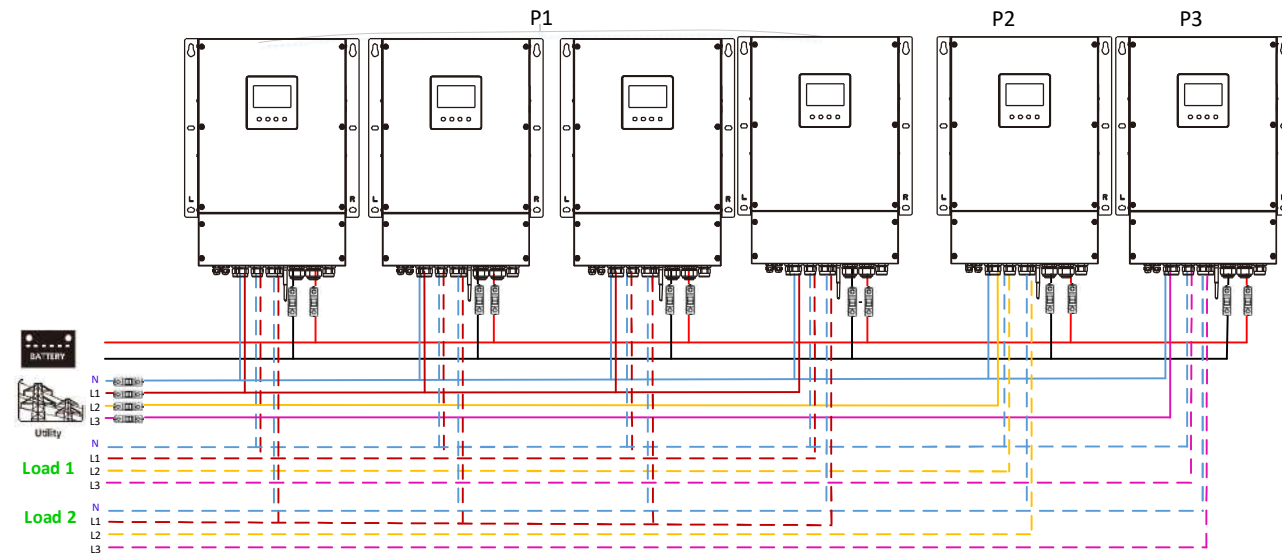 P1 P2 P3
L R L R L R L R L R L
BATTERY
N
L1
L2
L3
Utility
N
L1
Load 1 L2
L3
N
Load 2 L1
L2
L3